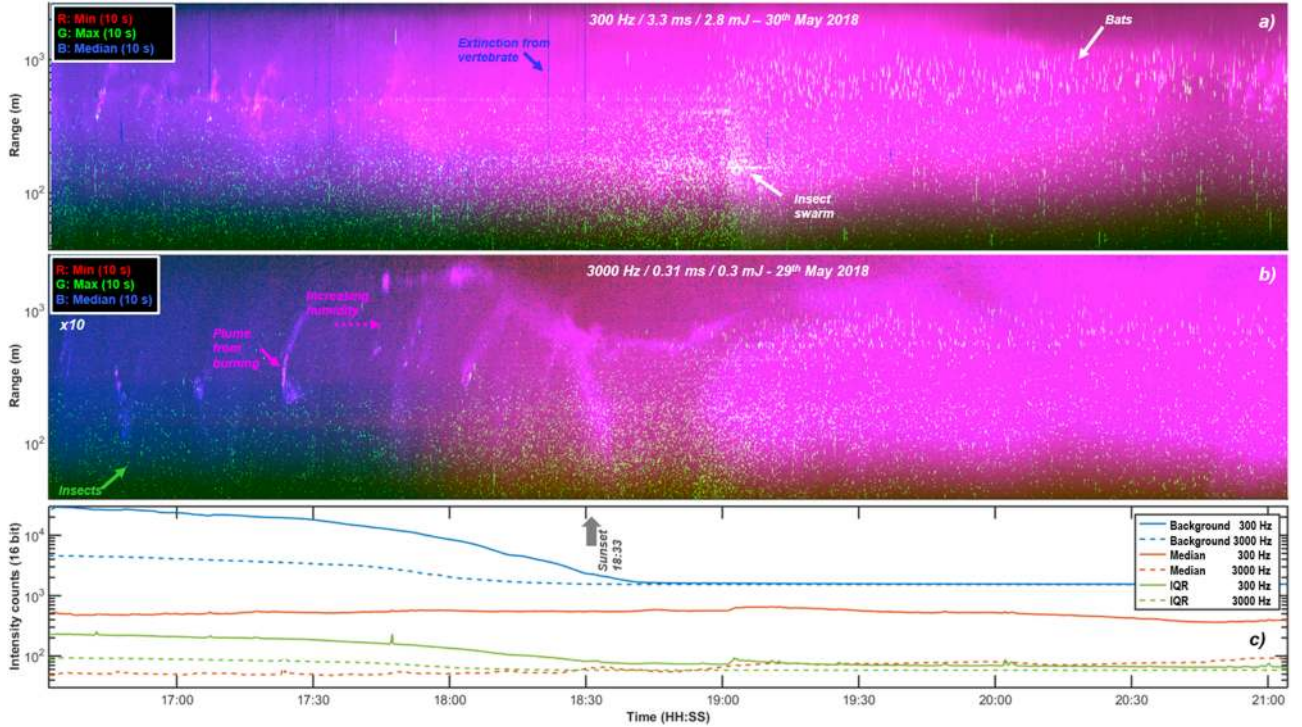 R: Min (10 s)
G: Max (10 s)
B: Median (10 s)
300 Hz / 3.3 ms / 2.8 mJ – 30th May 2018
a)
Extinction from
vertebrate
Bats
Insect
swarm
10³
10²
Range (m)
R: Min (10 s)
G: Max (10 s)
B: Median (10 s)
x10
3000 Hz / 0.31 ms / 0.3 mJ - 29th May 2018
b)
Increasing
humidity
Plume
from
burning
Insects
10³
10²
Range (m)
Sunset
18:33
Background 300 Hz
Background 3000 Hz
Median 300 Hz
Median 3000 Hz
IQR 300 Hz
IQR 3000 Hz
c)
10⁴
10³
10²
Intensity counts (16 bit)
17:00 17:30 18:00 18:30 19:00 19:30 20:00 20:30 21:00
Time (HH:SS)